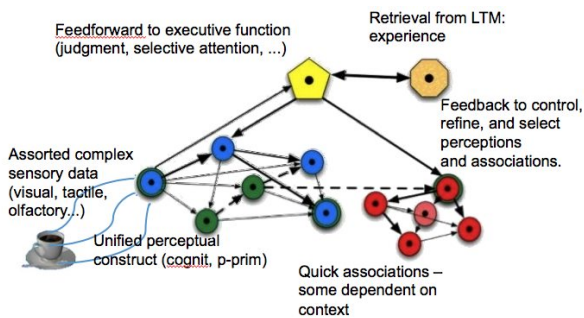 Feedforward to executive function
(judgment, selective attention, ...)
Retrieval from LTM:
experience
Feedback to control,
refine, and select
perceptions
and associations.
Assorted complex
sensory data
(visual, tactile,
olfactory...)
Unified perceptual
construct (cognit, p-prim)
Quick associations –
some dependent on
context